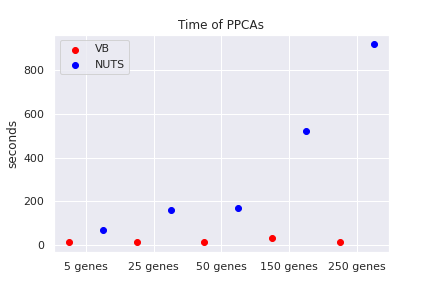 Time of PPCAs
VB
NUTS
seconds
800
600
400
200
0
5 genes 25 genes 50 genes 150 genes 250 genes